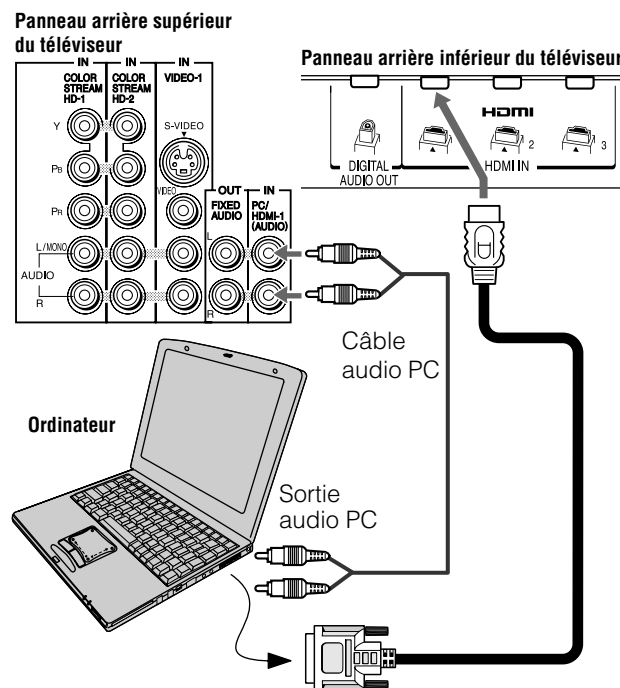 Panneau arrière supérieur
du téléviseur
Panneau arrière inférieur du téléviseur
IN
IN
IN
COLOR
STREAM
HD-1
COLOR
STREAM
HD-2
VIDEO-1
Y
PB
PR
L/MONO
AUDIO
R
S-VIDEO
VIDEO
OUT
IN
FIXED
AUDIO
PC/
HDMI-1
(AUDIO)
L
R
HDMI
DIGITAL
AUDIO OUT
2
3
HDMI IN
Câble
audio PC
Ordinateur
Sortie
audio PC